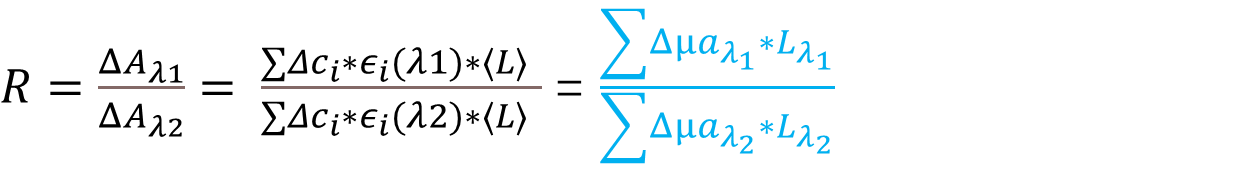 R = ΔA_λ1 / ΔA_λ2 = ∑Δc_i*ϵ_i(λ1)*⟨L⟩ / ∑Δc_i*ϵ_i(λ2)*⟨L⟩ = ∑Δμa_λ₁*L_λ₁ / ∑Δμa_λ₂*L_λ₂